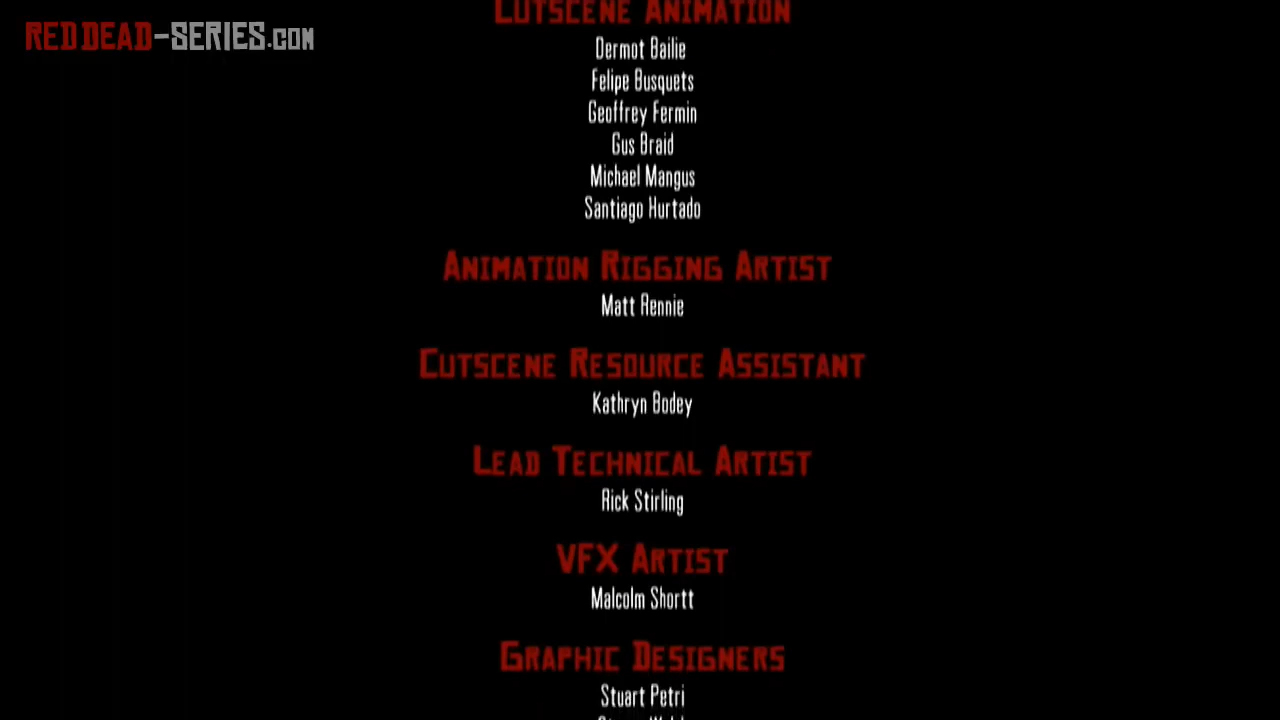 RED DEAD-SERIES.COM
CUTSCENE ANIMATION
Dermot Bailie
Felipe Busquets
Geoffrey Fermin
Gus Braid
Michael Mangus
Santiago Hurtado
ANIMATION RIGGING ARTIST
Matt Rennie
CUTSCENE RESOURCE ASSISTANT
Kathryn Bodey
LEAD TECHNICAL ARTIST
Rick Stirling
VFX ARTIST
Malcolm Shortt
GRAPHIC DESIGNERS
Stuart Petri